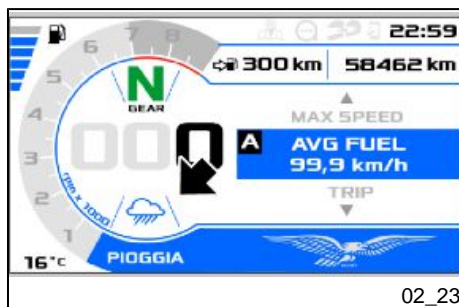 22:59
8
7
6
5
4
3
2
1
rpm x 1000
N
GEAR
300 km
58462 km
MAX SPEED
000
A
AVG FUEL
99,9 km/h
TRIP
16°c
PIOGGIA
02_23